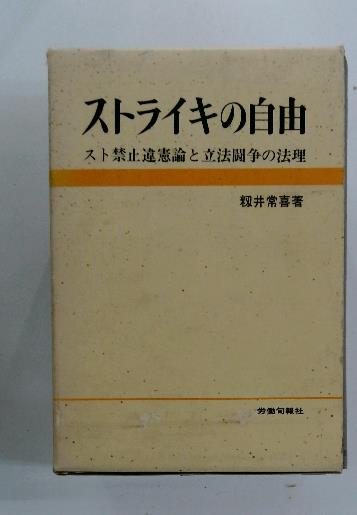 ストライキの自由
スト禁止違憲論と立法闘争の法理
籾井常喜著
労働旬報社